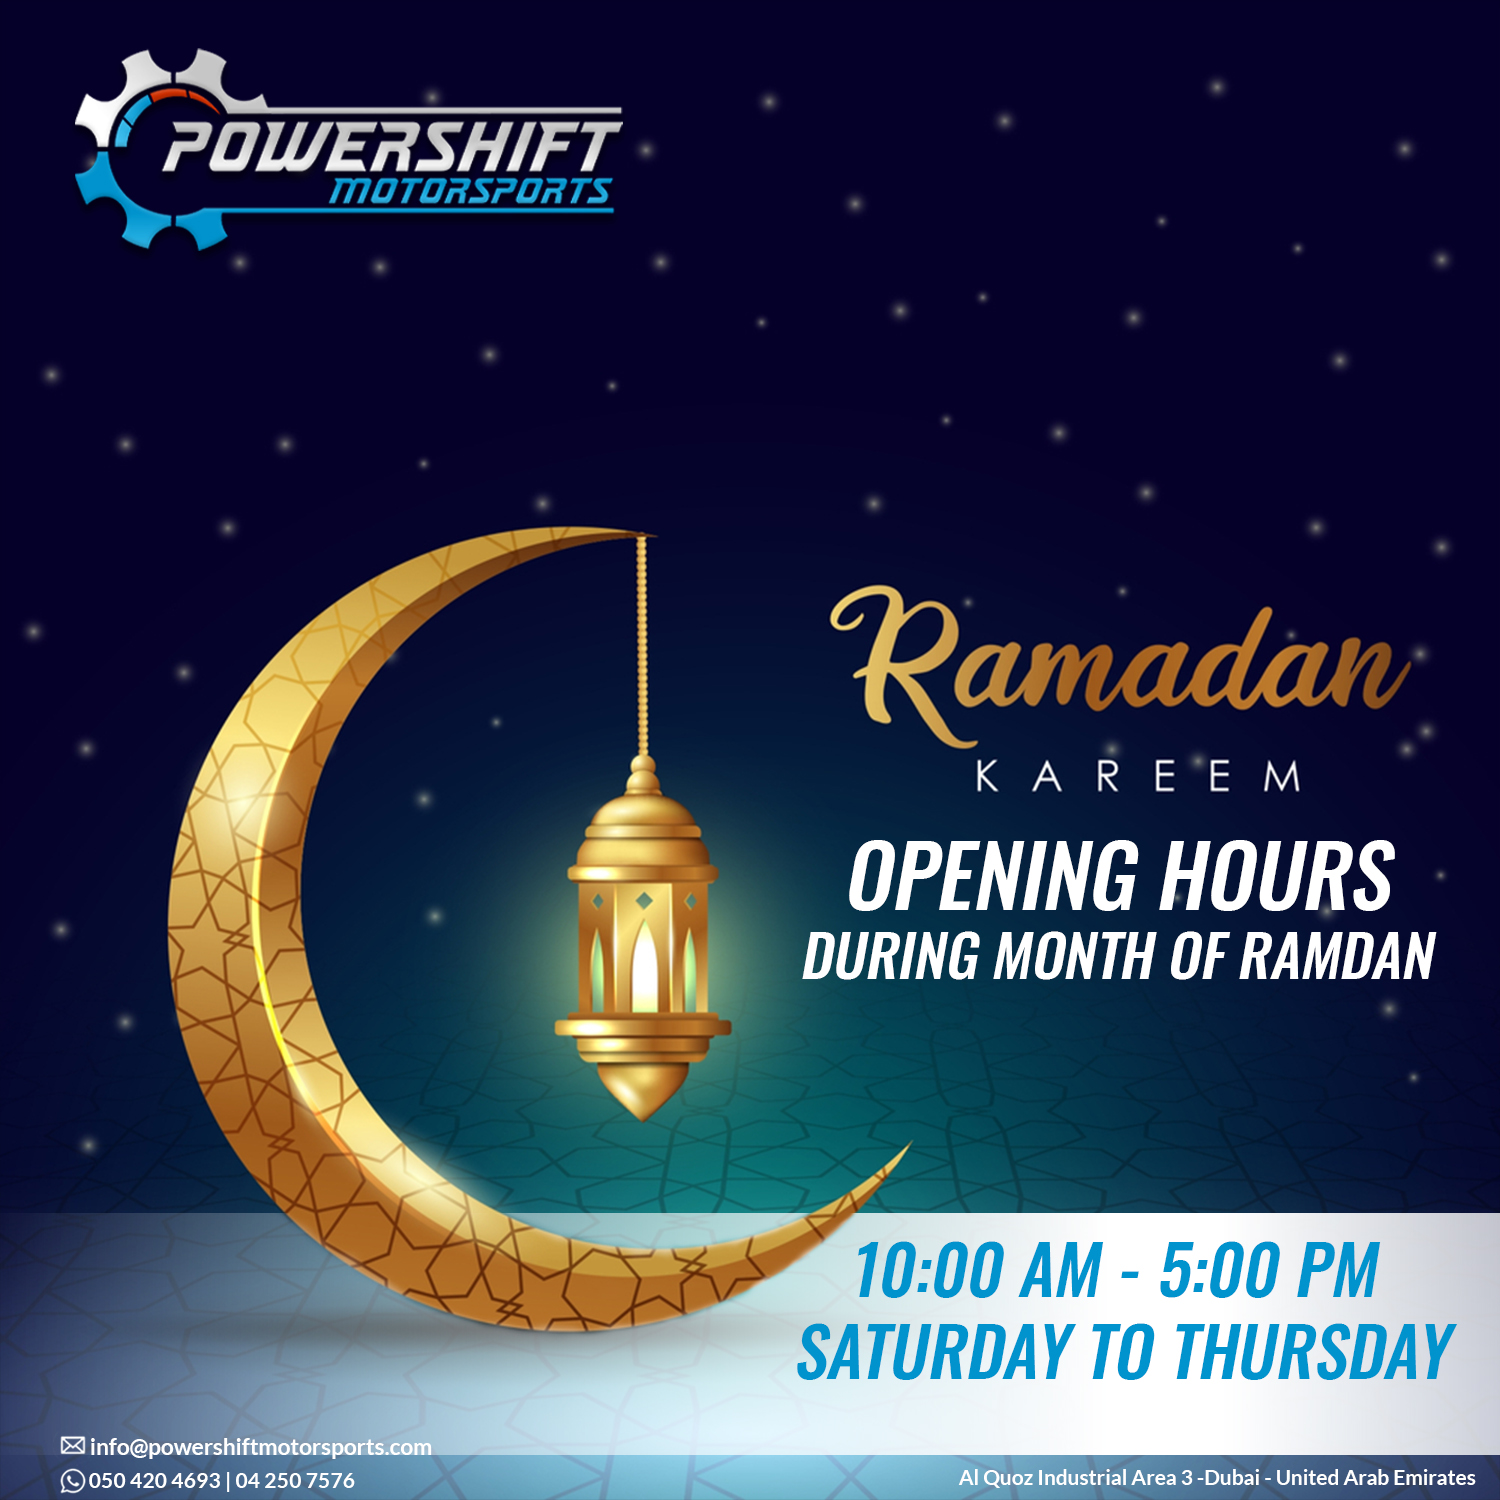 POWERSHIFT
MOTORSPORTS
Ramadan
KAREEM
OPENING HOURS
DURING MONTH OF RAMDAN
10:00 AM - 5:00 PM
SATURDAY TO THURSDAY
info@powershiftmotorsports.com
050 420 4693 | 04 250 7576
Al Quoz Industrial Area 3 -Dubai - United Arab Emirates